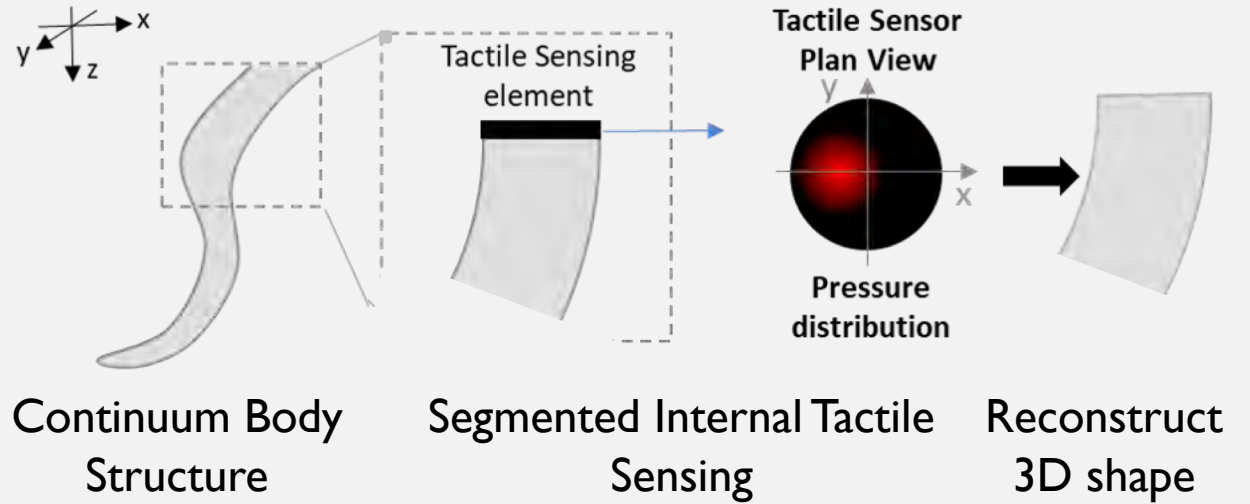 x
y
z
Tactile Sensing
element
Tactile Sensor
Plan View
y
x
Pressure
distribution
Continuum Body
Structure
Segmented Internal Tactile
Sensing
Reconstruct
3D shape